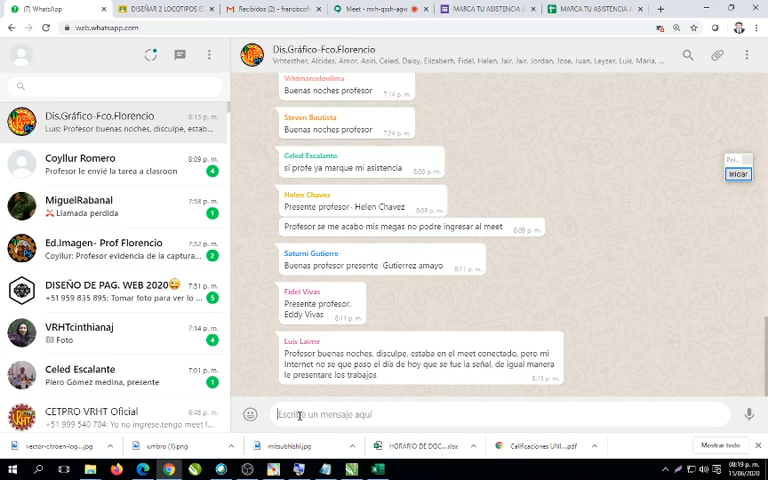 (7) WhatsApp
DISEÑAR 2 LOGOTIPOS E
Recibidos (2) - franciscof
Meet - mrh-qssh-agw
MARCA TU ASISTENCIA
MARCA TU ASISTENCIA
web.whatsapp.com
Dis.Gráfico-Fco.Florencio
8:13 p. m.
Luis: Profesor buenas noches, disculpe, estab...
Coyllur Romero
8:09 p. m.
Profesor le envié la tarea a clasroon
4
MiguelRabanal
7:58 p. m.
Llamada perdida
1
Ed.Imagen- Prof Florencio
7:52 p. m.
Coyllur: Profesor evidencia de la captura...
2
DISEÑO DE PAG. WEB 2020😜
7:51 p. m.
+51 959 835 895: Tomar foto para ver lo ...
5
VRHTcinthianaj
7:14 p. m.
Foto
4
Celed Escalante
7:01 p. m.
Piero Gómez medina, presente
1
CETPRO VRHT Oficial
6:45 p. m.
+51 999 540 704: Yo no ingrese.tengo meet l...
Dis.Gráfico-Fco.Florencio
Vrhtesther, Alcides, Amor, Asiri, Celed, Daisy, Elizaberh, Fidel, Helen, Jair, Jair, Jordan, Jose, Juan, Leyzer, Luis, Maria, ...
Vrhtmarcelovilma
Buenas noches profesor
7:14 p. m.
Steven Bautista
Buenas noches profesor
7:24 p. m.
Celed Escalante
si profe ya marque mi asistencia
8:08 p. m.
Helen Chavez
Presente profesor- Helen Chavez
8:09 p. m.
Profesor se me acabo mis megas no podre ingresar al meet
8:09 p. m.
Saturni Gutierre
Buenas profesor presente Gutierrez amayo
8:11 p. m.
Fidel Vivas
Presente profesor.
Eddy Vivas
8:11 p. m.
Luis Laime
Profesor buenas noches, disculpe, estaba en el meet conectado, pero mi
Internet no se que paso el día de hoy que se fue la señal, de igual manera
le presentare los trabajos
8:13 p. m.
Poi...
Iniciar
Escribe un mensaje aquí
vector-citroen-log....jpg
umbro (1).png
mitsubhishi.jpg
HORARIO DE DOC....xlsx
Calificaciones UNI....pdf
Mostrar todo
08:19 p. m.
15/06/2020